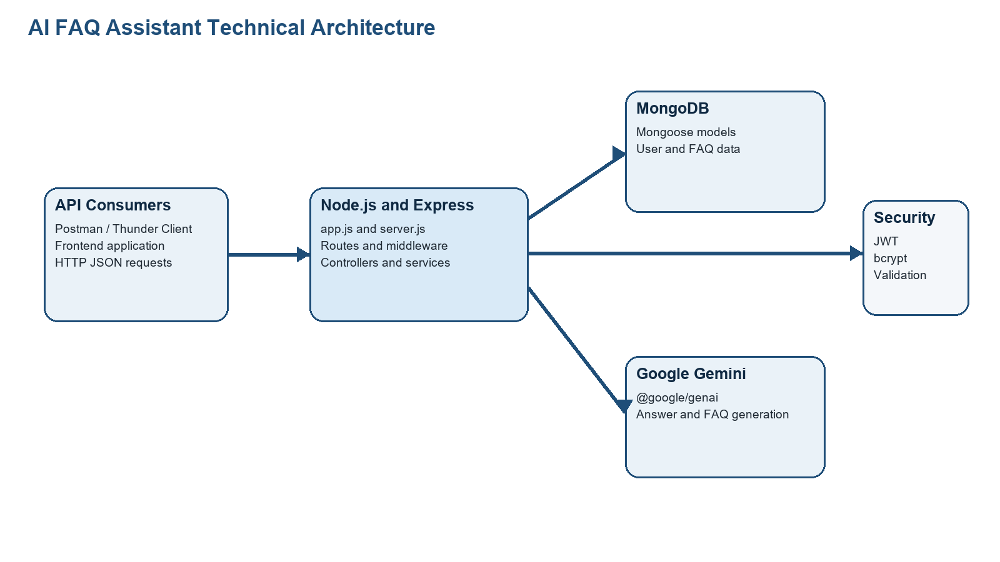 AI FAQ Assistant Technical Architecture
API Consumers
Postman / Thunder Client
Frontend application
HTTP JSON requests
Node.js and Express
app.js and server.js
Routes and middleware
Controllers and services
MongoDB
Mongoose models
User and FAQ data
Security
JWT
bcrypt
Validation
Google Gemini
@google/genai
Answer and FAQ generation